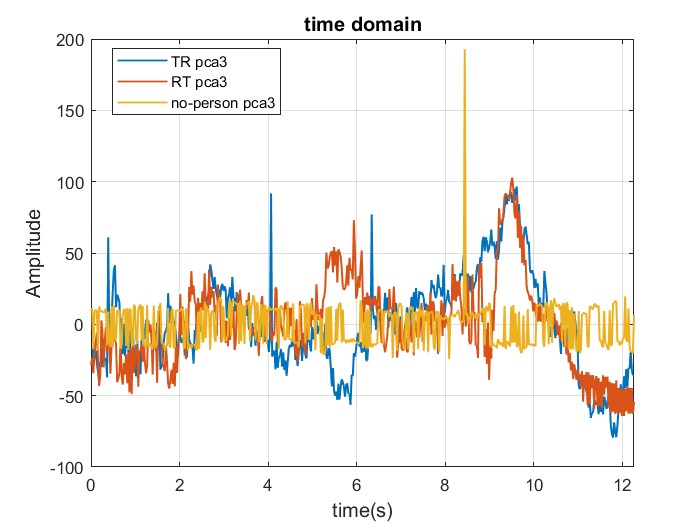 time domain
200
150
100
50
0
-50
-100
Amplitude
TR pca3
RT pca3
no-person pca3
0 2 4 6 8 10 12
time(s)